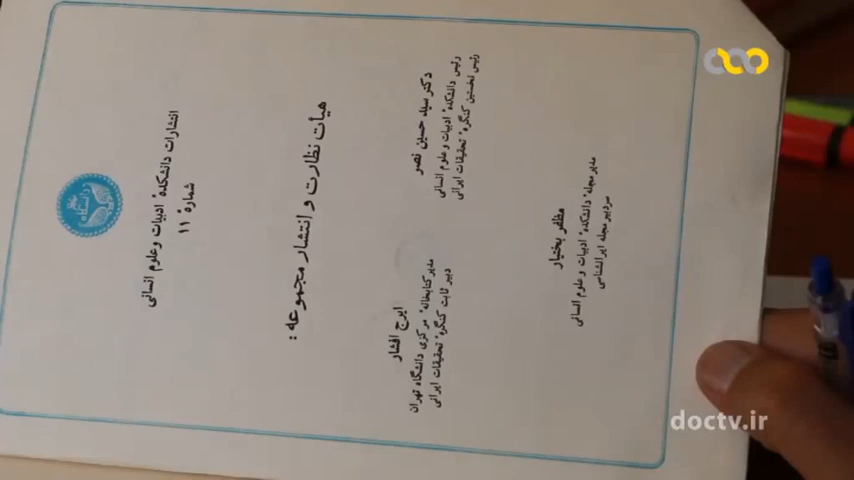 دانشگاه
انتشارات دانشکدهٔ ادبیات و علوم انسانی
شمارهٔ ۱۱
هیأت نظارت و انتشار مجموعه :
دکتر سید حسین نصر
رئیس دانشکدهٔ ادبیات و علوم انسانی
رئیس نخستین کنگرهٔ تحقیقات ایرانی
ایرج افشار
مدیر کتابخانهٔ مرکزی دانشگاه تهران
دبیر ثابت کنگرهٔ تحقیقات ایرانی
مظفر بختیار
مدیر مجلهٔ دانشکدهٔ ادبیات و علوم انسانی
سردبیر مجلهٔ ایرانشناسی
doctv.ir